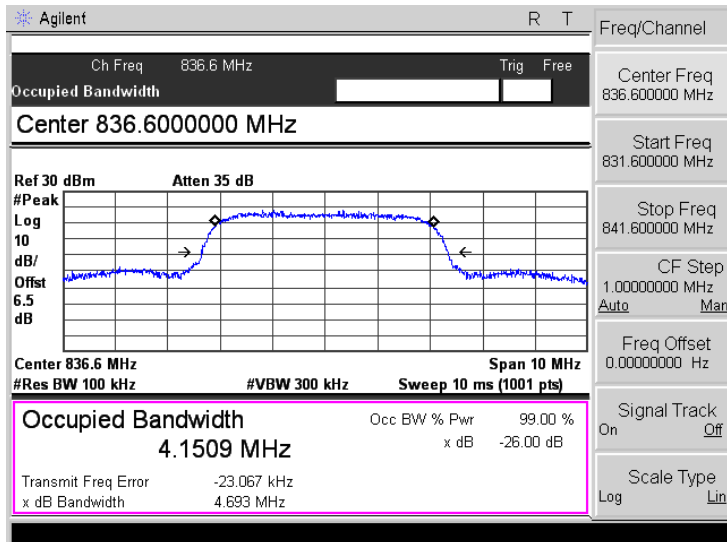 Agilent R T
Ch Freq 836.6 MHz Trig Free
Occupied Bandwidth
Center 836.6000000 MHz
Ref 30 dBm Atten 35 dB
#Peak
Log
10
dB/
Offst
6.5
dB
Center 836.6 MHz Span 10 MHz
#Res BW 100 kHz #VBW 300 kHz Sweep 10 ms (1001 pts)
Occupied Bandwidth Occ BW % Pwr 99.00 %
4.1509 MHz x dB -26.00 dB
Transmit Freq Error -23.067 kHz
x dB Bandwidth 4.693 MHz
Freq/Channel
Center Freq
836.600000 MHz
Start Freq
831.600000 MHz
Stop Freq
841.600000 MHz
CF Step
1.00000000 MHz
Auto Man
Freq Offset
0.00000000 Hz
Signal Track
On Off
Scale Type
Log Lin